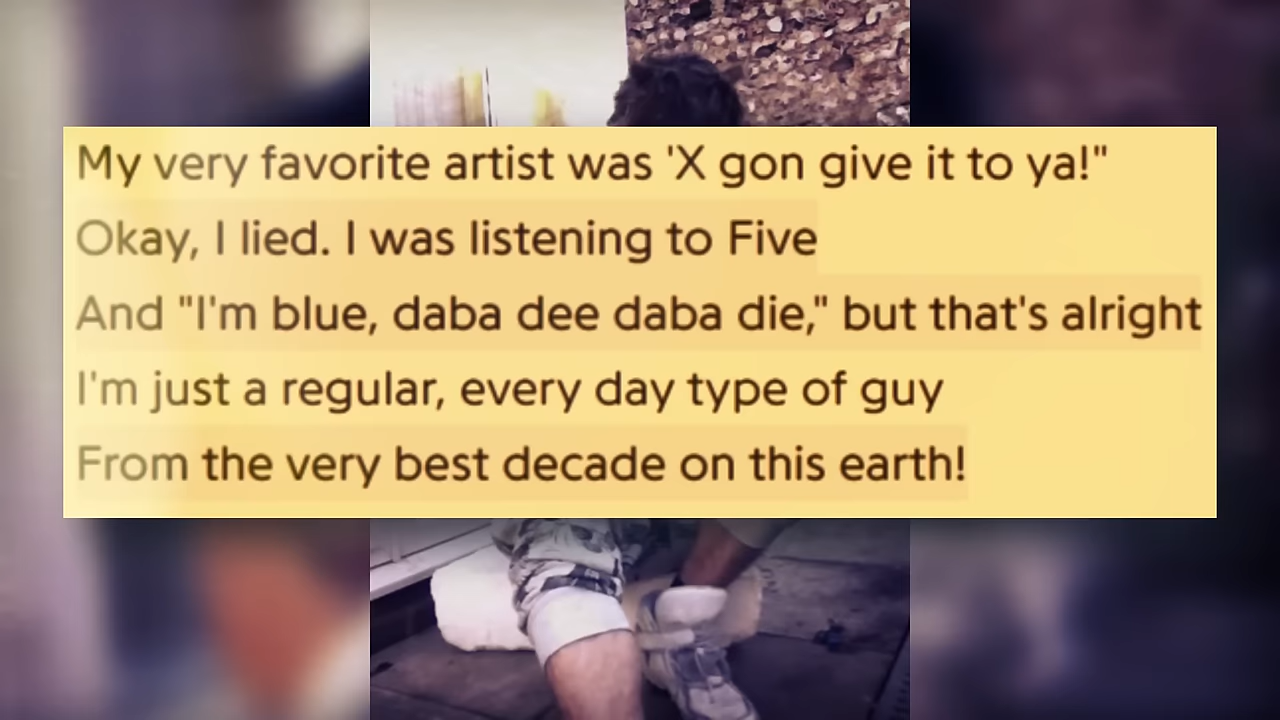 My very favorite artist was 'X gon give it to ya!"
Okay, I lied. I was listening to Five
And "I'm blue, daba dee daba die," but that's alright
I'm just a regular, every day type of guy
From the very best decade on this earth!